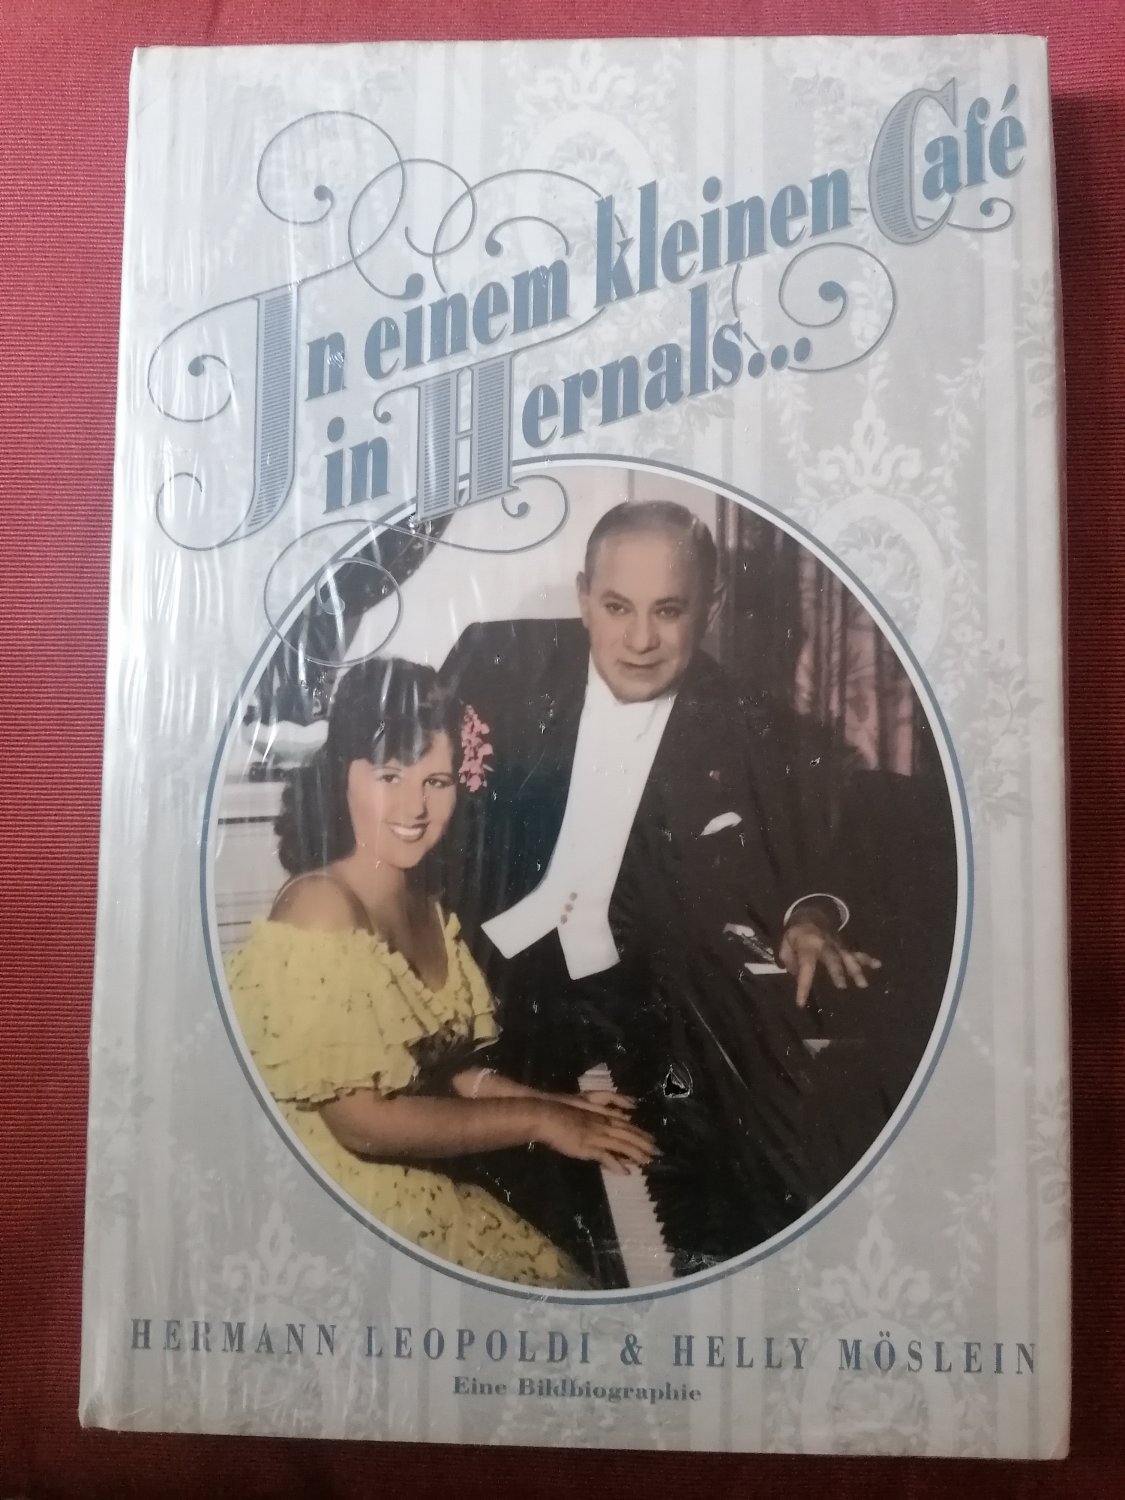 In einem kleinen Café
in Hernals...
HERMANN LEOPOLDI & HELLY MÖSLEIN
Eine Bildbiographie